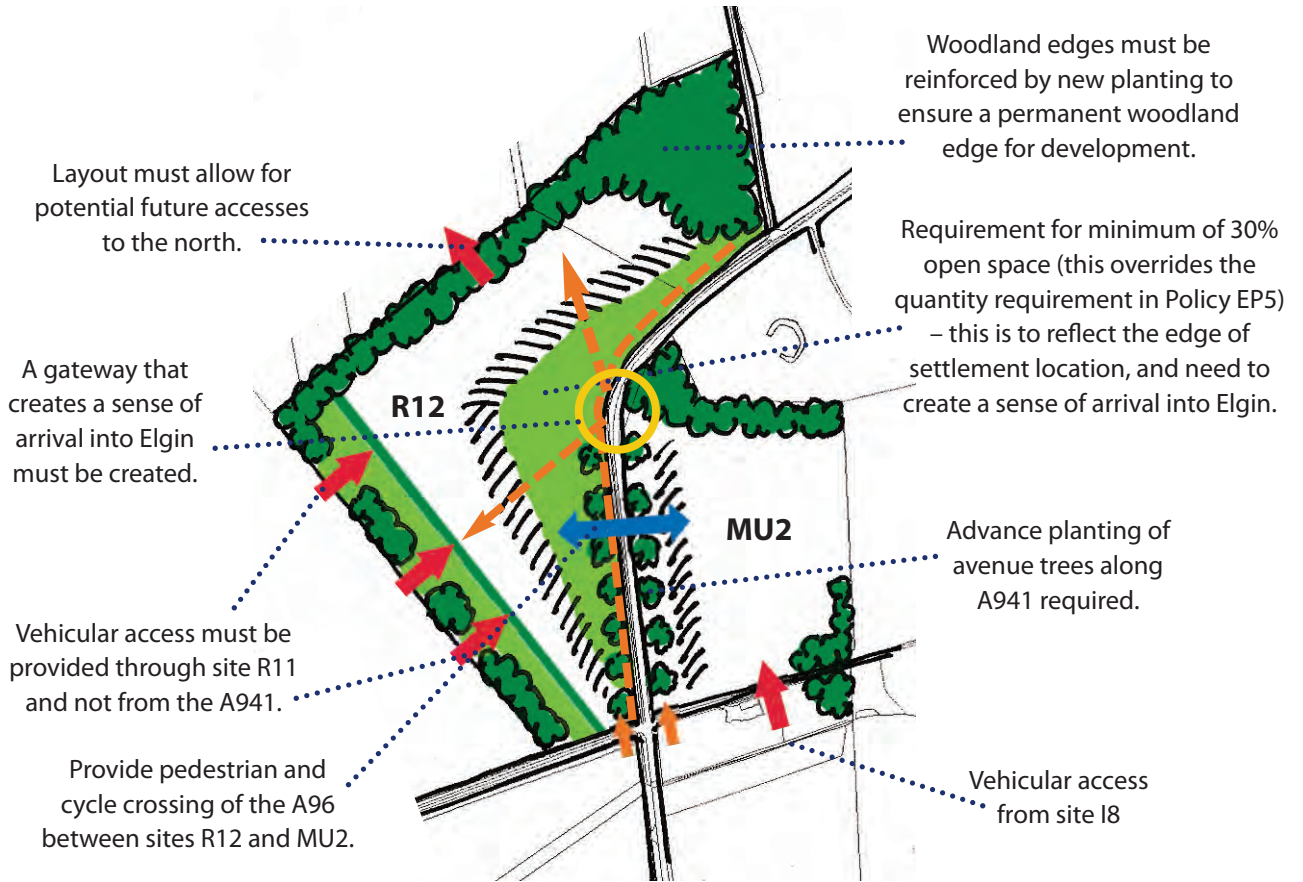 Woodland edges must be
reinforced by new planting to
ensure a permanent woodland
edge for development.
Layout must allow for
potential future accesses
to the north.
Requirement for minimum of 30%
open space (this overrides the
quantity requirement in Policy EP5)
– this is to reflect the edge of
settlement location, and need to
create a sense of arrival into Elgin.
A gateway that
creates a sense of
arrival into Elgin
must be created.
R12
MU2
Advance planting of
avenue trees along
A941 required.
Vehicular access must be
provided through site R11
and not from the A941.
Provide pedestrian and
cycle crossing of the A96
between sites R12 and MU2.
Vehicular access
from site I8